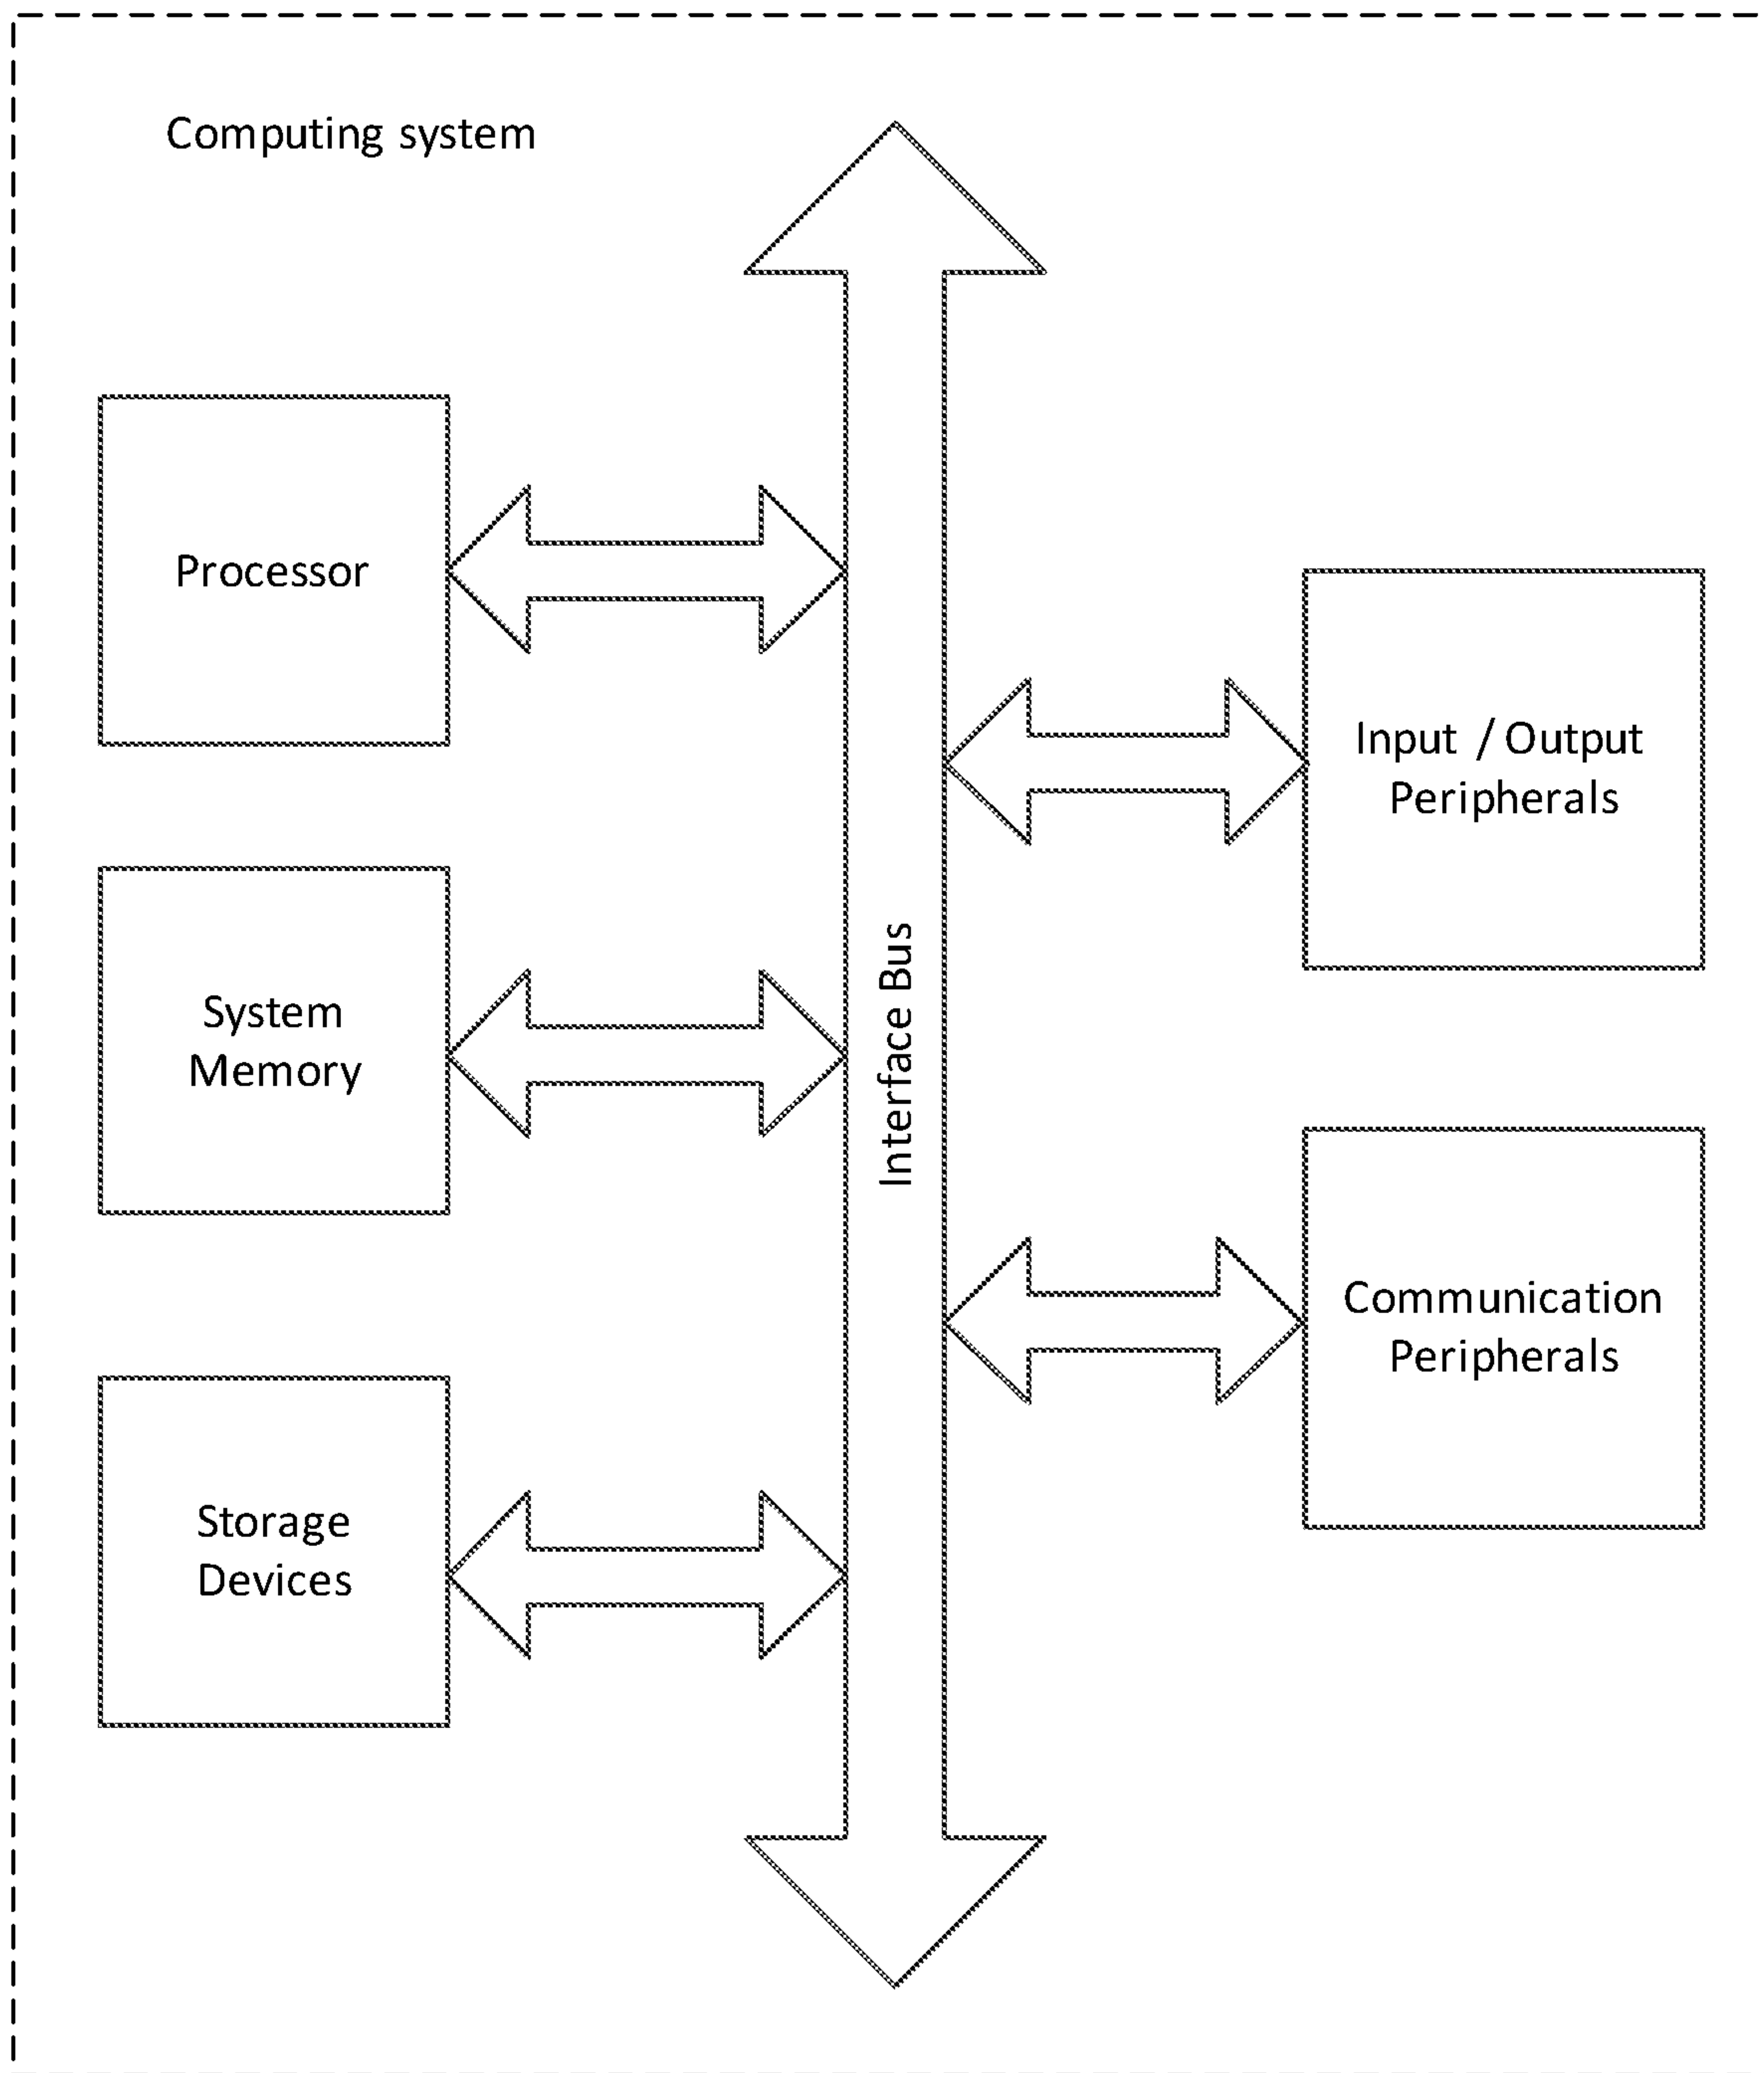 Computing system
Processor
Input / Output
Peripherals
System
Memory
Interface Bus
Communication
Peripherals
Storage
Devices